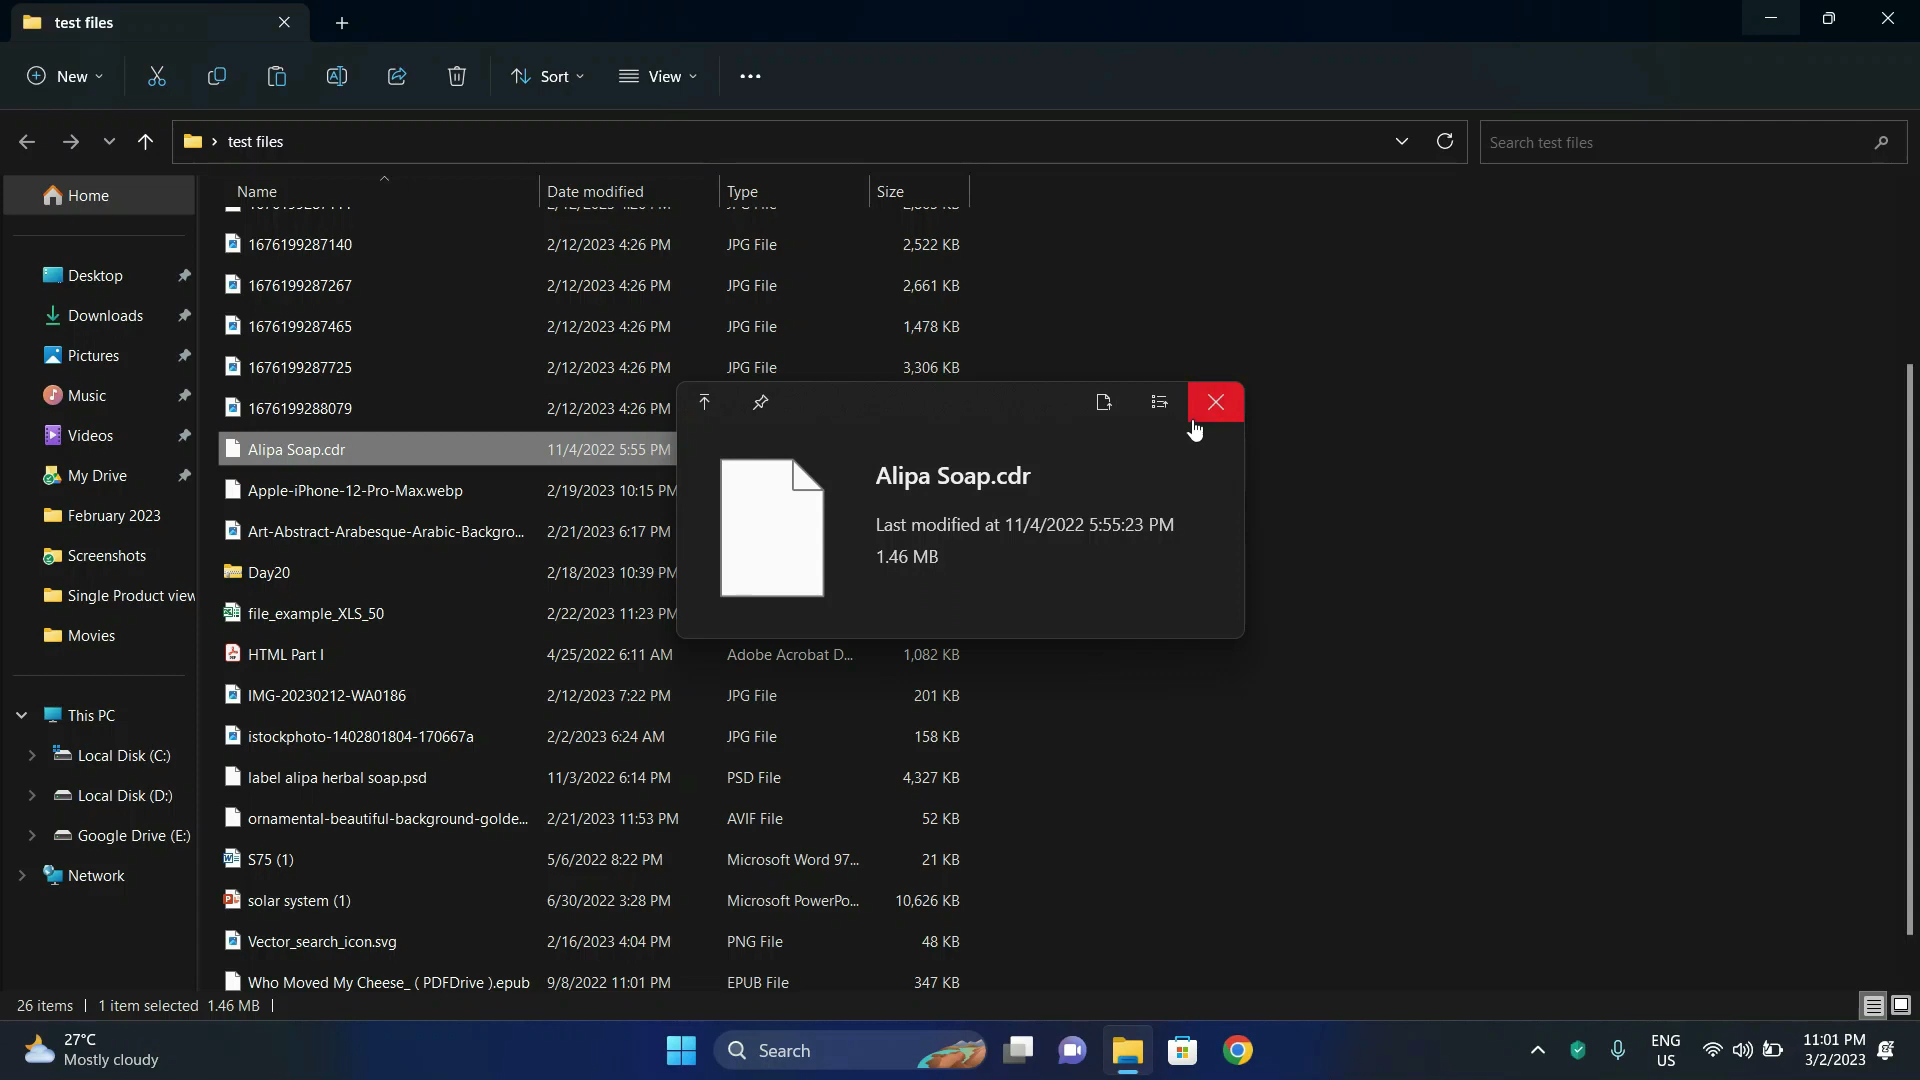 test files
New
Sort
View
test files
Search test files
Name Date modified Type Size
Home
1676199287140 2/12/2023 4:26 PM JPG File 2,522 KB
Desktop
1676199287267 2/12/2023 4:26 PM JPG File 2,661 KB
Downloads
1676199287465 2/12/2023 4:26 PM JPG File 1,478 KB
Pictures
1676199287725 2/12/2023 4:26 PM JPG File 3,306 KB
Music
1676199288079 2/12/2023 4:26 PM
Videos
Alipa Soap.cdr 11/4/2022 5:55 PM
My Drive
Apple-iPhone-12-Pro-Max.webp 2/19/2023 10:15 PM
February 2023
Art-Abstract-Arabesque-Arabic-Backgro... 2/21/2023 6:17 PM
Screenshots
Day20 2/18/2023 10:39 PM
Single Product view
file_example_XLS_50 2/22/2023 11:23 PM
Movies
Alipa Soap.cdr
Last modified at 11/4/2022 5:55:23 PM
1.46 MB
HTML Part I 4/25/2022 6:11 AM Adobe Acrobat D... 1,082 KB
IMG-20230212-WA0186 2/12/2023 7:22 PM JPG File 201 KB
This PC
istockphoto-1402801804-170667a 2/2/2023 6:24 AM JPG File 158 KB
Local Disk (C:)
label alipa herbal soap.psd 11/3/2022 6:14 PM PSD File 4,327 KB
Local Disk (D:)
ornamental-beautiful-background-golde... 2/21/2023 11:53 PM AVIF File 52 KB
Google Drive (E:)
S75 (1) 5/6/2022 8:22 PM Microsoft Word 97... 21 KB
Network
solar system (1) 6/30/2022 3:28 PM Microsoft PowerPo... 10,626 KB
Vector_search_icon.svg 2/16/2023 4:04 PM PNG File 48 KB
Who Moved My Cheese_ ( PDFDrive ).epub 9/8/2022 11:01 PM EPUB File 347 KB
26 items 1 item selected 1.46 MB
27°C
Mostly cloudy
Search
ENG
US
11:01 PM
3/2/2023